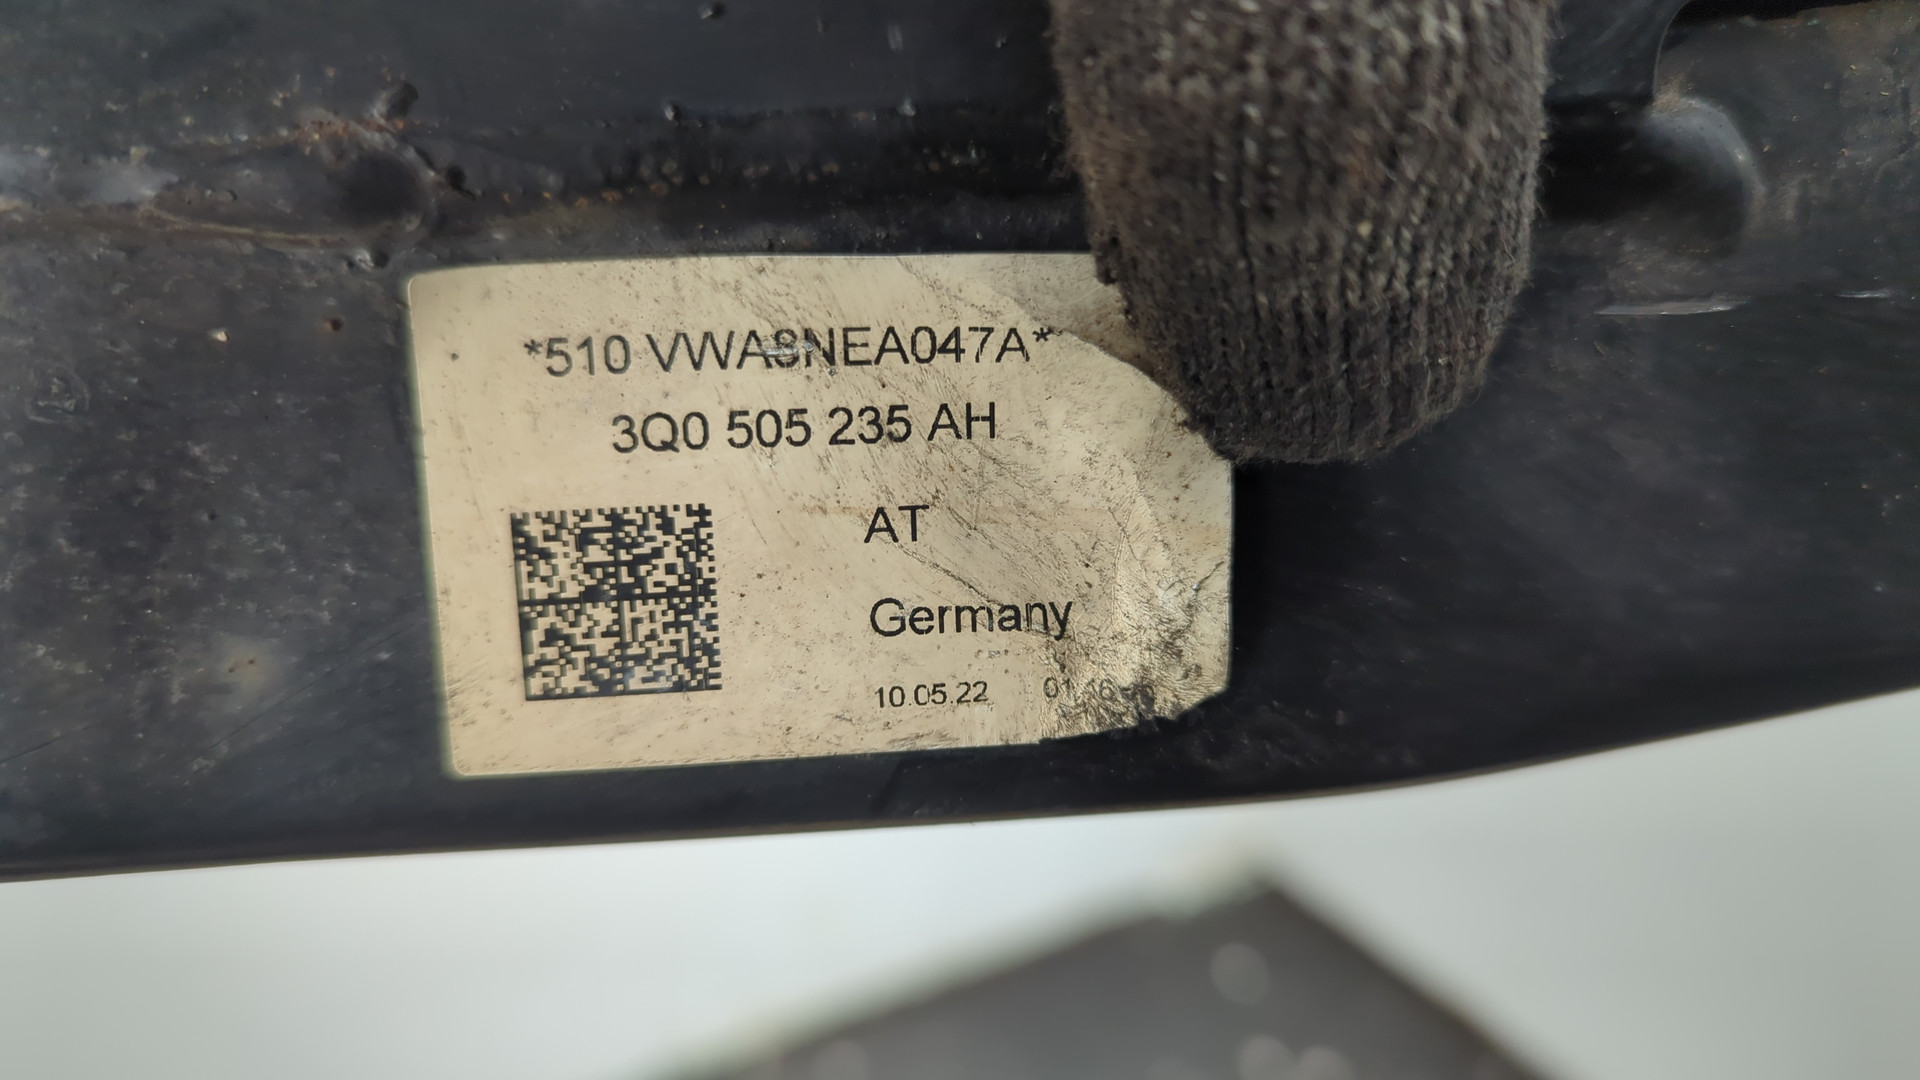 *510 VWA8NEA047A*
3Q0 505 235 AH
AT
Germany
10.05.22